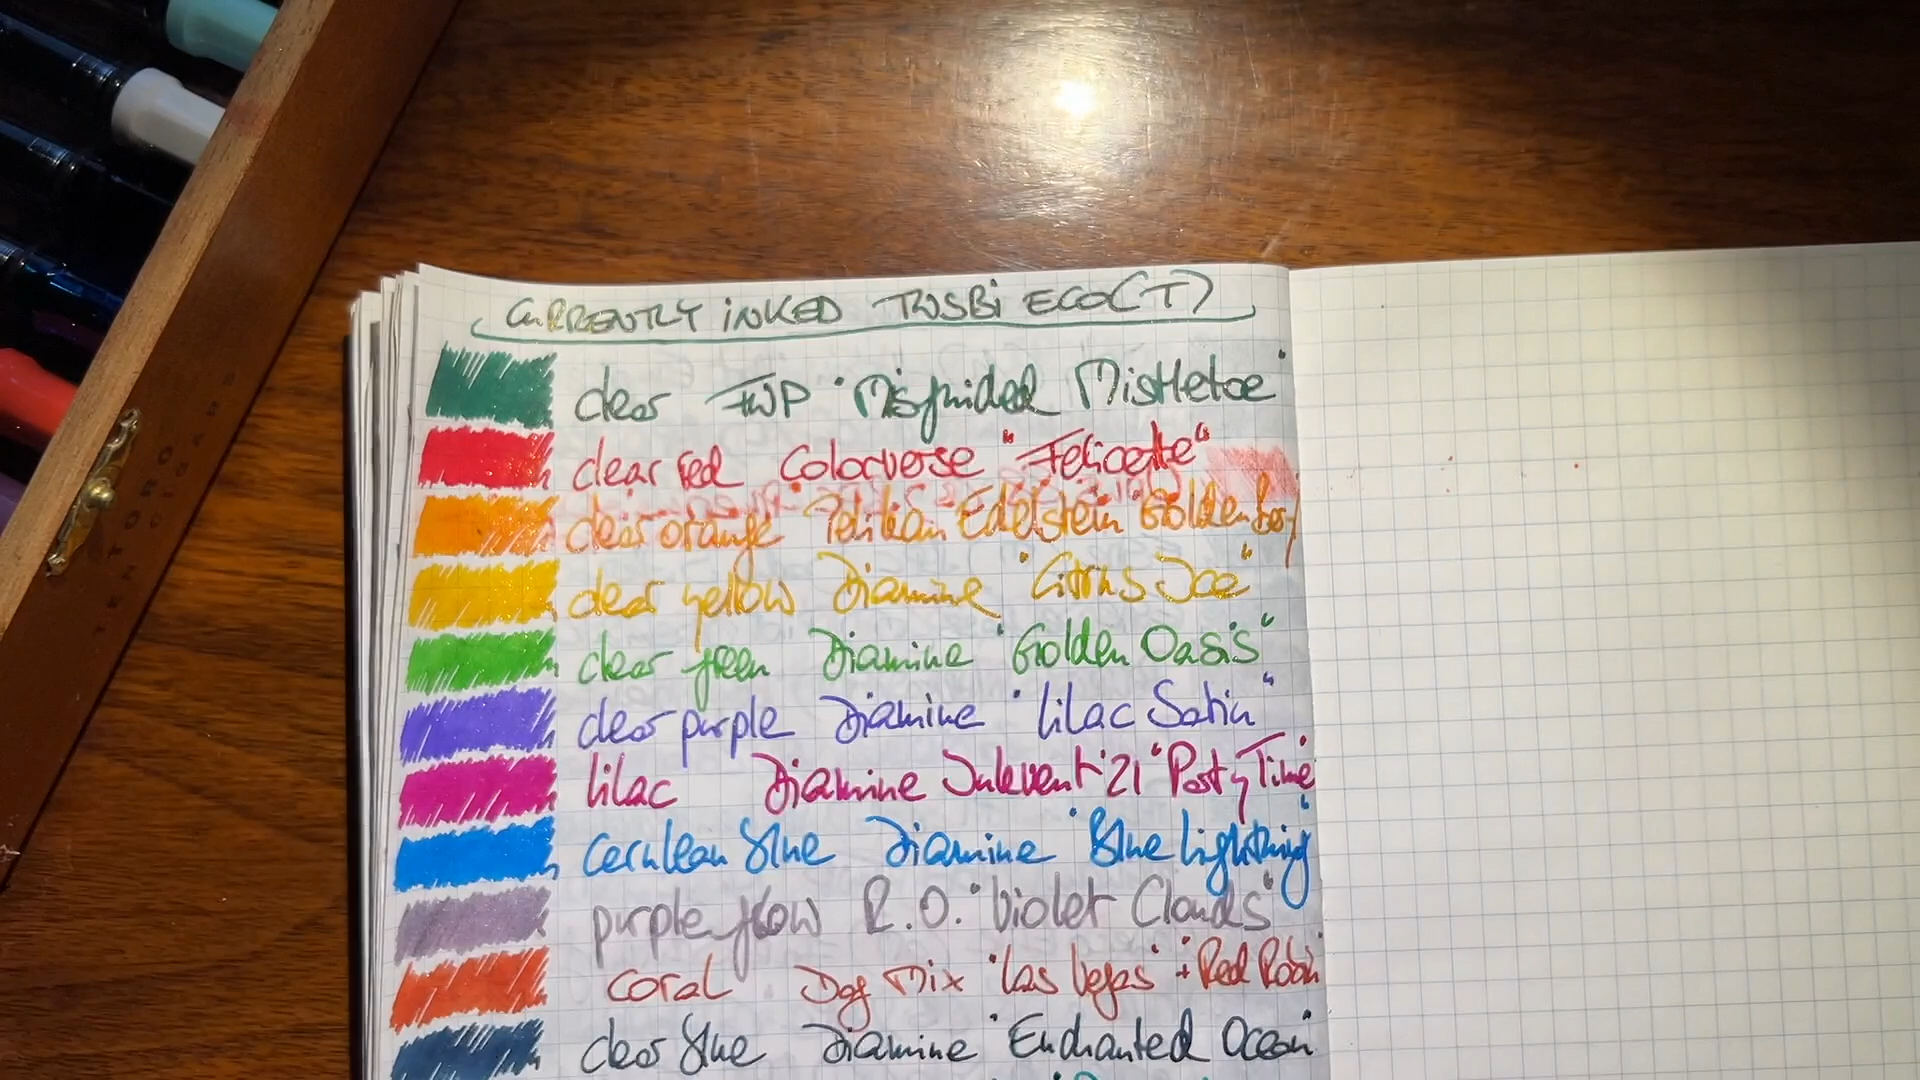 CURRENTLY INKED TWSBi ECO(T)
clear FWP "Misguided Mistletoe"
clear red Colorverse "Felicette"
clear orange Pelikan Edelstein "Golden Beryl
clear yellow Diamine "Citrus Ice"
clear green Diamine "Golden Oasis"
clear purple Diamine "Lilac Satin"
lilac Diamine Inkvent '21 "Party Time"
cerulean blue Diamine "Blue Lightning"
purple glow R.O. "Violet Clouds"
coral Dog Mix "Las Vegas" + "Red Robin"
clear blue Diamine "Enchanted Ocean"